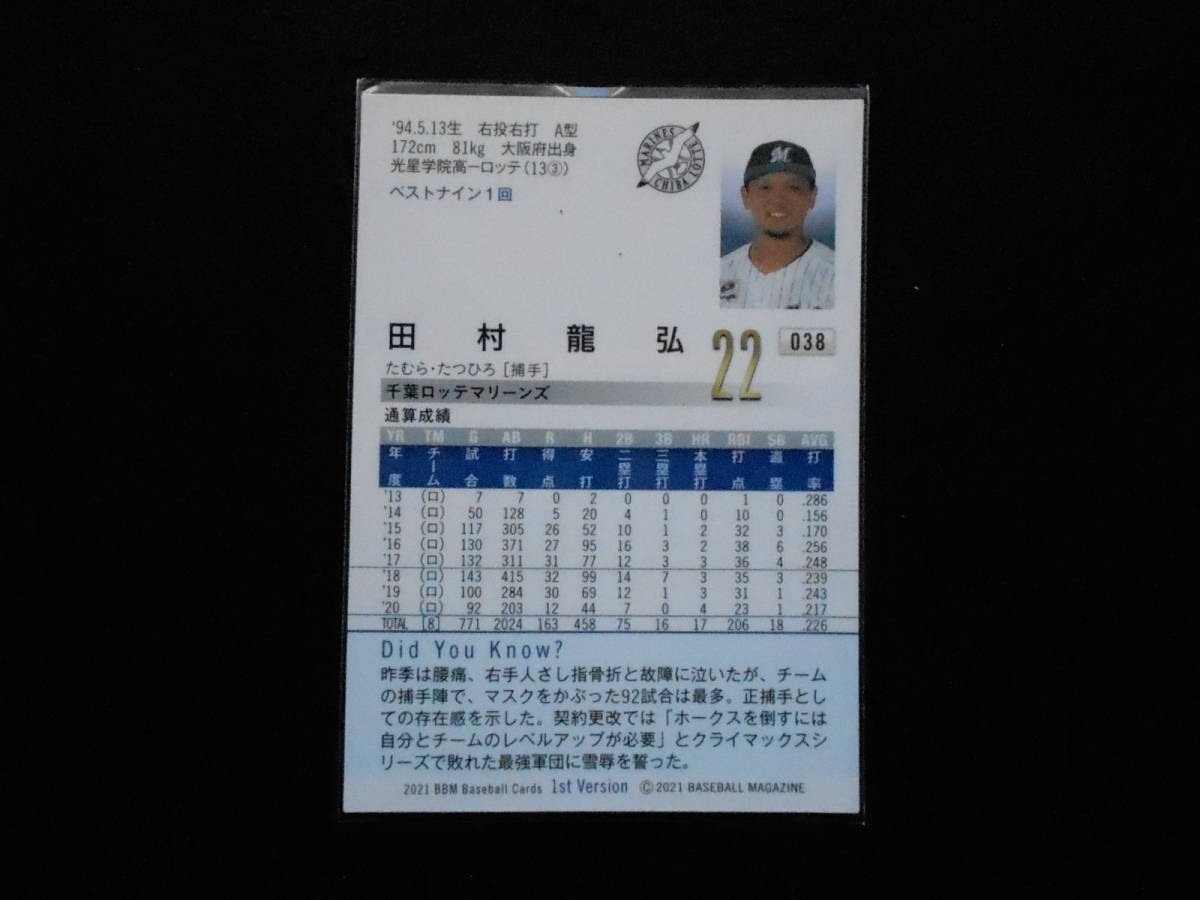 '94.5.13生 右投右打 A型
172cm 81kg 大阪府出身
光星学院高ーロッテ(13③)
ベストナイン1回
MARINES
CHIBA LOTTE
M
田村龍弘
22
038
たむら・たつひろ[捕手]
千葉ロッテマリーンズ
通算成績
YR TM G AB R H 2B 3B HR RBI SB AVG
年度 チーム 試合 打数 得点 安打 二塁打 三塁打 本塁打 打点 盗塁 打率
'13 (ロ) 7 7 0 2 0 0 0 1 0 .286
'14 (ロ) 50 128 5 20 4 1 0 10 0 .156
'15 (ロ) 117 305 26 52 10 1 2 32 3 .170
'16 (ロ) 130 371 27 95 16 3 2 38 6 .256
'17 (ロ) 132 311 31 77 12 3 3 36 4 .248
'18 (ロ) 143 415 32 99 14 7 3 35 3 .239
'19 (ロ) 100 284 30 69 12 1 3 31 1 .243
'20 (ロ) 92 203 12 44 7 0 4 23 1 .217
TOTAL [8] 771 2024 163 458 75 16 17 206 18 .226
Did You Know?
昨季は腰痛、右手人さし指骨折と故障に泣いたが、チーム
の捕手陣で、マスクをかぶった92試合は最多。正捕手とし
ての存在感を示した。契約更改では「ホークスを倒すには
自分とチームのレベルアップが必要」とクライマックスシ
リーズで敗れた最強軍団に雪辱を誓った。
2021 BBM Baseball Cards 1st Version ©2021 BASEBALL MAGAZINE